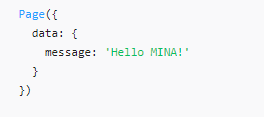 Page({
  data: {
    message: 'Hello MINA!'
  }
})